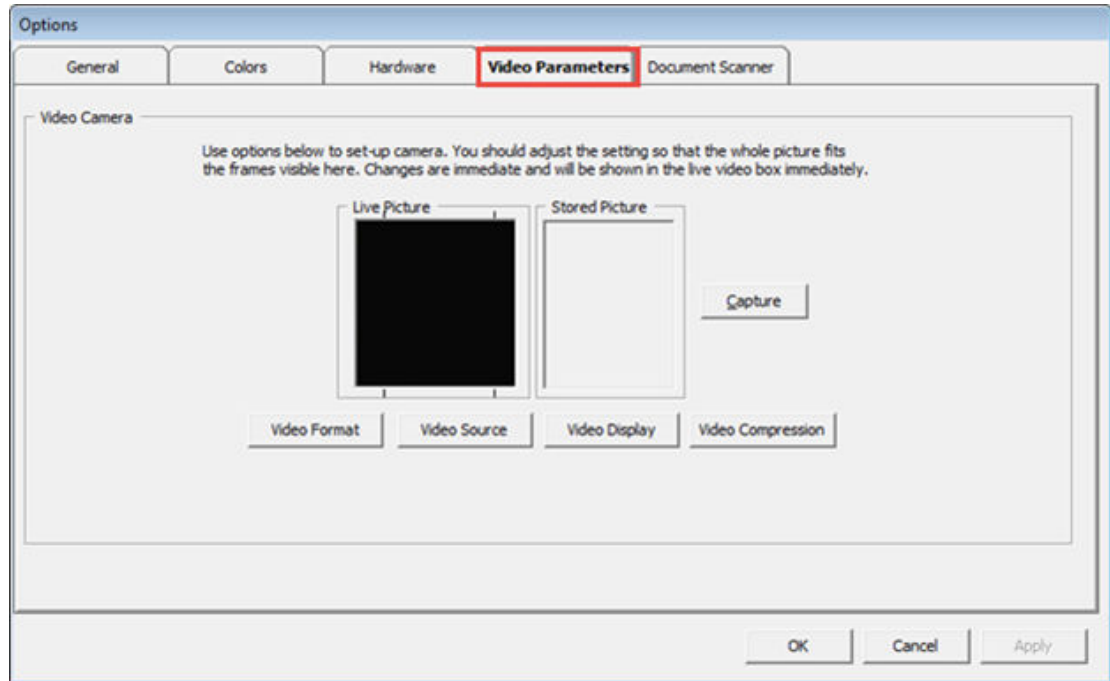 Options
General
Colors
Hardware
Video Parameters
Document Scanner
Video Camera
Use options below to set-up camera. You should adjust the setting so that the whole picture fits
the frames visible here. Changes are immediate and will be shown in the live video box immediately.
Live Picture
Stored Picture
Capture
Video Format
Video Source
Video Display
Video Compression
OK
Cancel
Apply